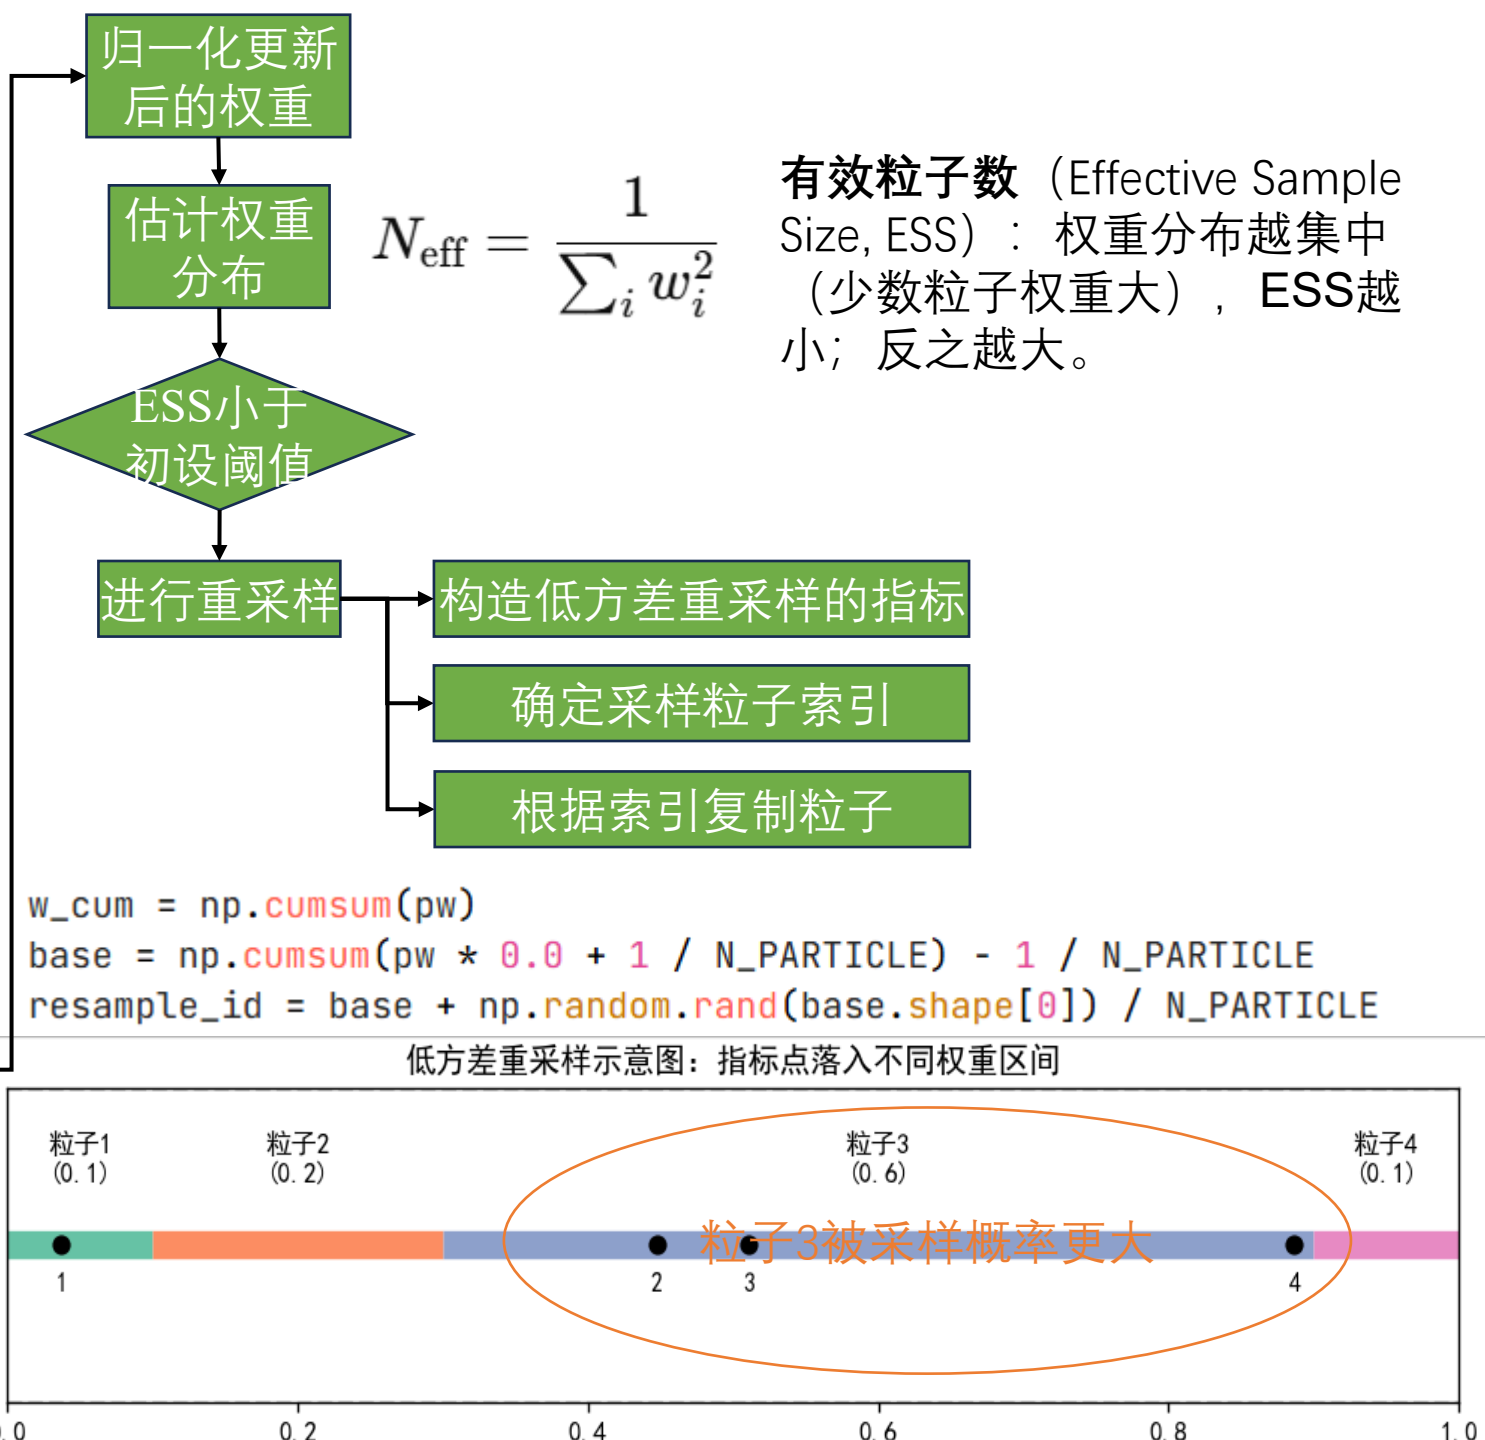 归一化更新
后的权重
估计权重
分布
N_eff = 1 / ∑_i w_i^2
有效粒子数（Effective Sample
Size, ESS）：权重分布越集中
（少数粒子权重大），ESS越
小；反之越大。
ESS小于
初设阈值
进行重采样
构造低方差重采样的指标
确定采样粒子索引
根据索引复制粒子
w_cum = np.cumsum(pw)
base = np.cumsum(pw * 0.0 + 1 / N_PARTICLE) - 1 / N_PARTICLE
resample_id = base + np.random.rand(base.shape[0]) / N_PARTICLE
低方差重采样示意图：指标点落入不同权重区间
粒子1
(0.1)
粒子2
(0.2)
粒子3
(0.6)
粒子4
(0.1)
粒子3被采样概率更大
1 2 3 4
0.0 0.2 0.4 0.6 0.8 1.0